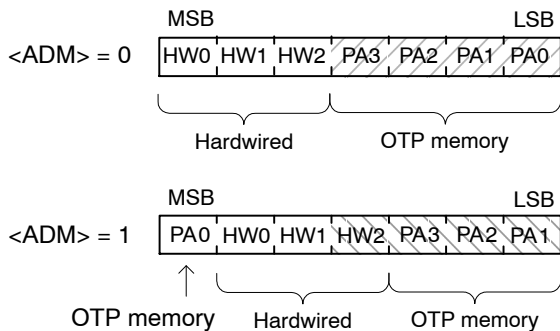 MSB LSB
<ADM> = 0 HW0 HW1 HW2 PA3 PA2 PA1 PA0
Hardwired OTP memory
MSB LSB
<ADM> = 1 PA0 HW0 HW1 HW2 PA3 PA2 PA1
OTP memory Hardwired OTP memory